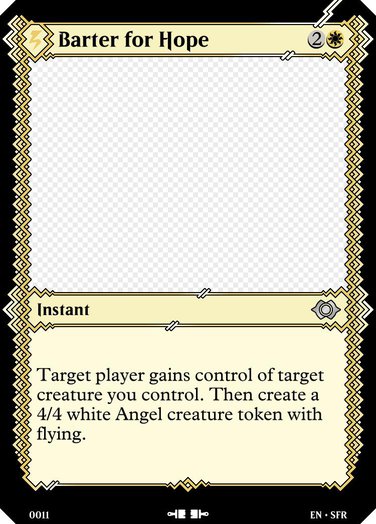 Barter for Hope 2
Instant
Target player gains control of target
creature you control. Then create a
4/4 white Angel creature token with
flying.
0011 EN • SFR